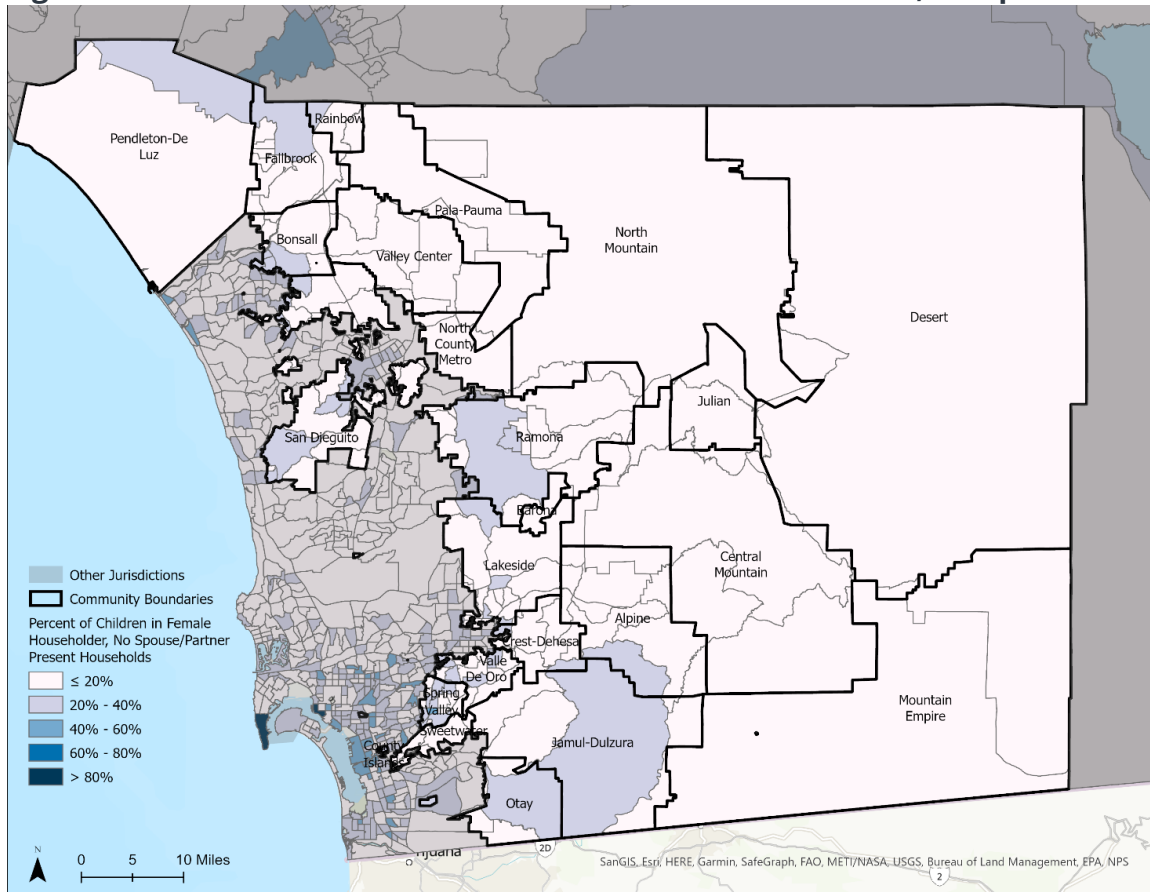 Pendleton-De
Luz
Rainbow
Fallbrook
Pala-Pauma
Bonsall
Valley Center
North
Mountain
Desert
North
County
Metro
Julian
San Dieguito
Ramona
Barona
Lakeside
Central
Mountain
Alpine
Crest-Dehesa
Valle
De Oro
Spring
Valley
Sweetwater
County
Islands
Jamul-Dulzura
Mountain
Empire
Otay
Other Jurisdictions
Community Boundaries
Percent of Children in Female
Householder, No Spouse/Partner
Present Households
≤ 20%
20% - 40%
40% - 60%
60% - 80%
> 80%
N
0 5 10 Miles
2D
2
SanGIS, Esri, HERE, Garmin, SafeGraph, FAO, METI/NASA, USGS, Bureau of Land Management, EPA, NPS